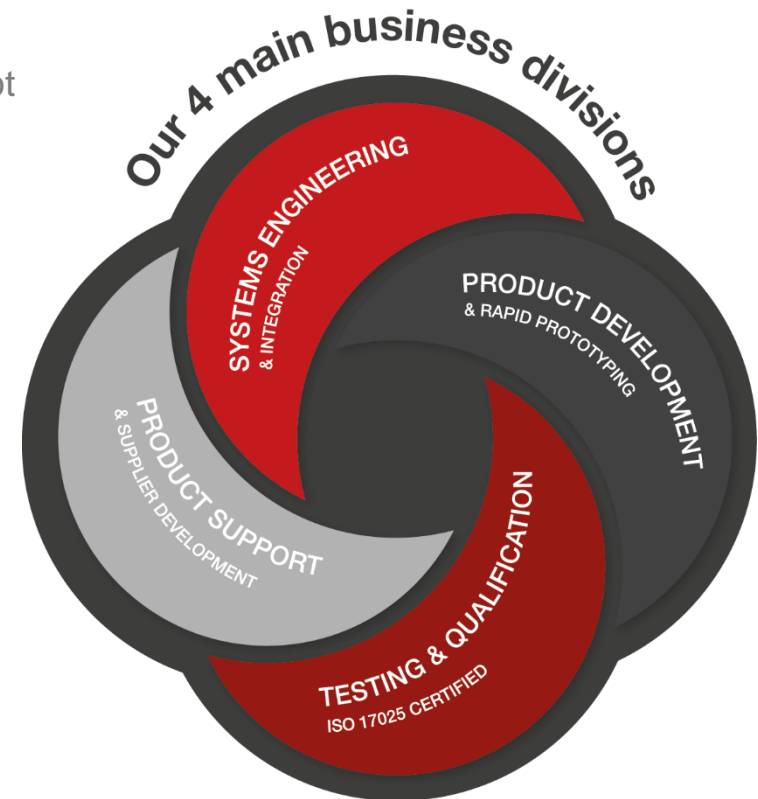 Our 4 main business divisions
SYSTEMS ENGINEERING
& INTEGRATION
PRODUCT DEVELOPMENT
& RAPID PROTOTYPING
TESTING & QUALIFICATION
ISO 17025 CERTIFIED
PRODUCT SUPPORT
& SUPPLIER DEVELOPMENT